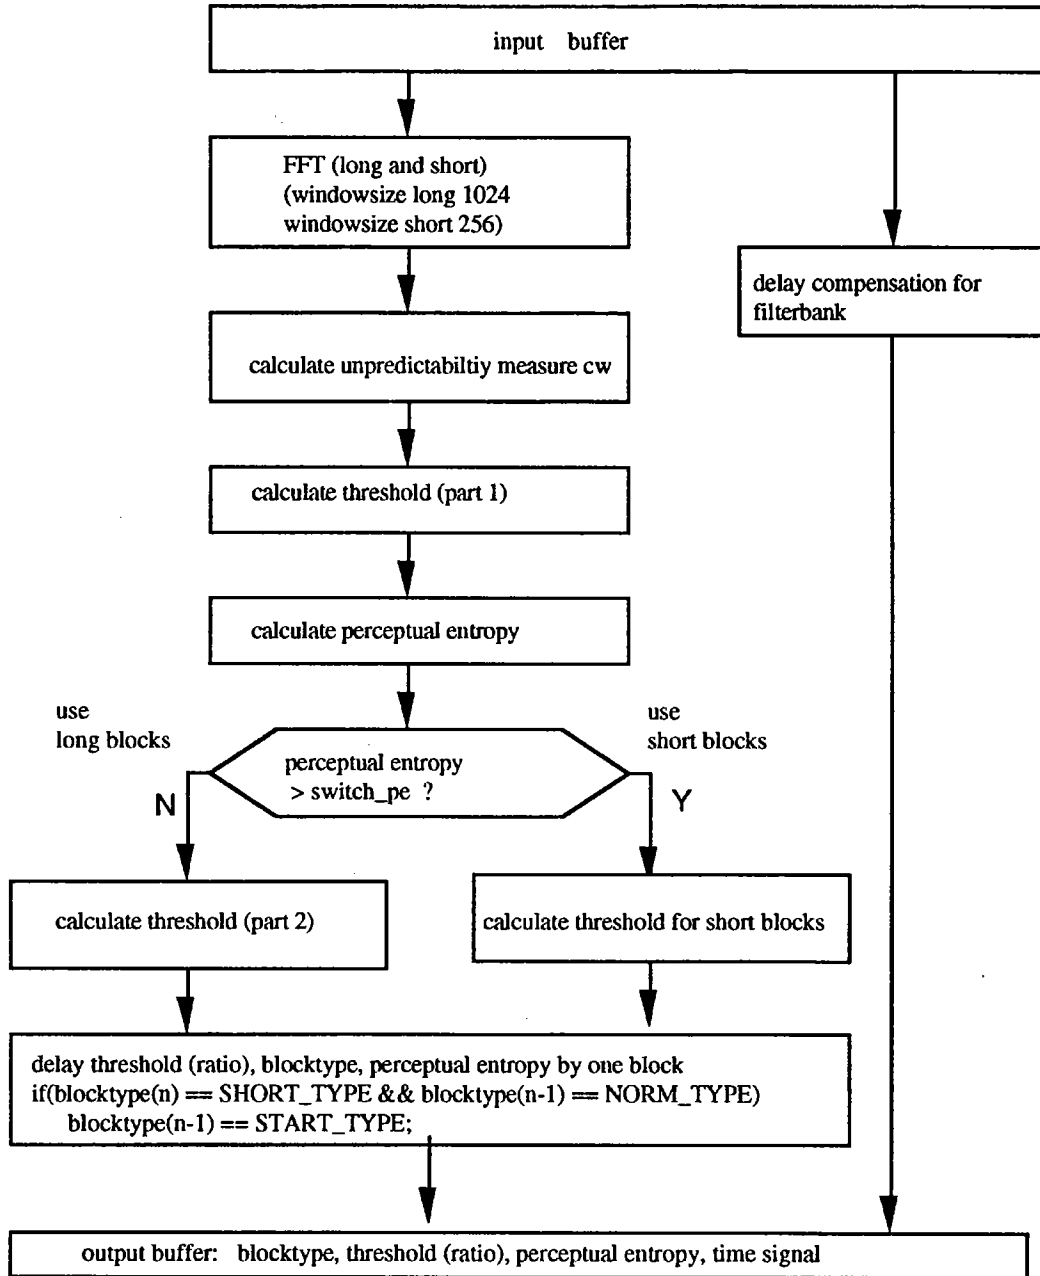 input buffer
FFT (long and short)
(windowsize long 1024
windowsize short 256)
delay compensation for
filterbank
calculate unpredictabiltiy measure cw
calculate threshold (part 1)
calculate perceptual entropy
use
long blocks
use
short blocks
perceptual entropy
> switch_pe ?
N
Y
calculate threshold (part 2)
calculate threshold for short blocks
delay threshold (ratio), blocktype, perceptual entropy by one block
if(blocktype(n) == SHORT_TYPE && blocktype(n-1) == NORM_TYPE)
blocktype(n-1) == START_TYPE;
output buffer: blocktype, threshold (ratio), perceptual entropy, time signal